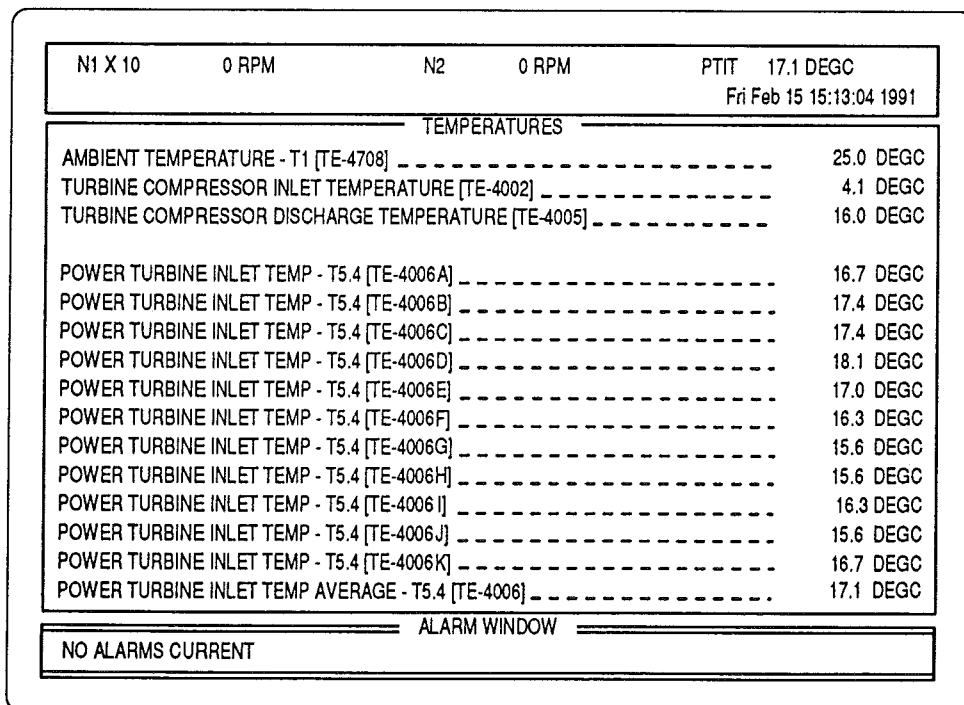 N1 X 10 0 RPM N2 0 RPM PTIT 17.1 DEGC
Fri Feb 15 15:13:04 1991
TEMPERATURES
AMBIENT TEMPERATURE - T1 [TE-4708] 25.0 DEGC
TURBINE COMPRESSOR INLET TEMPERATURE [TE-4002] 4.1 DEGC
TURBINE COMPRESSOR DISCHARGE TEMPERATURE [TE-4005] 16.0 DEGC
POWER TURBINE INLET TEMP - T5.4 [TE-4006A] 16.7 DEGC
POWER TURBINE INLET TEMP - T5.4 [TE-4006B] 17.4 DEGC
POWER TURBINE INLET TEMP - T5.4 [TE-4006C] 17.4 DEGC
POWER TURBINE INLET TEMP - T5.4 [TE-4006D] 18.1 DEGC
POWER TURBINE INLET TEMP - T5.4 [TE-4006E] 17.0 DEGC
POWER TURBINE INLET TEMP - T5.4 [TE-4006F] 16.3 DEGC
POWER TURBINE INLET TEMP - T5.4 [TE-4006G] 15.6 DEGC
POWER TURBINE INLET TEMP - T5.4 [TE-4006H] 15.6 DEGC
POWER TURBINE INLET TEMP - T5.4 [TE-4006I] 16.3 DEGC
POWER TURBINE INLET TEMP - T5.4 [TE-4006J] 15.6 DEGC
POWER TURBINE INLET TEMP - T5.4 [TE-4006K] 16.7 DEGC
POWER TURBINE INLET TEMP AVERAGE - T5.4 [TE-4006] 17.1 DEGC
ALARM WINDOW
NO ALARMS CURRENT